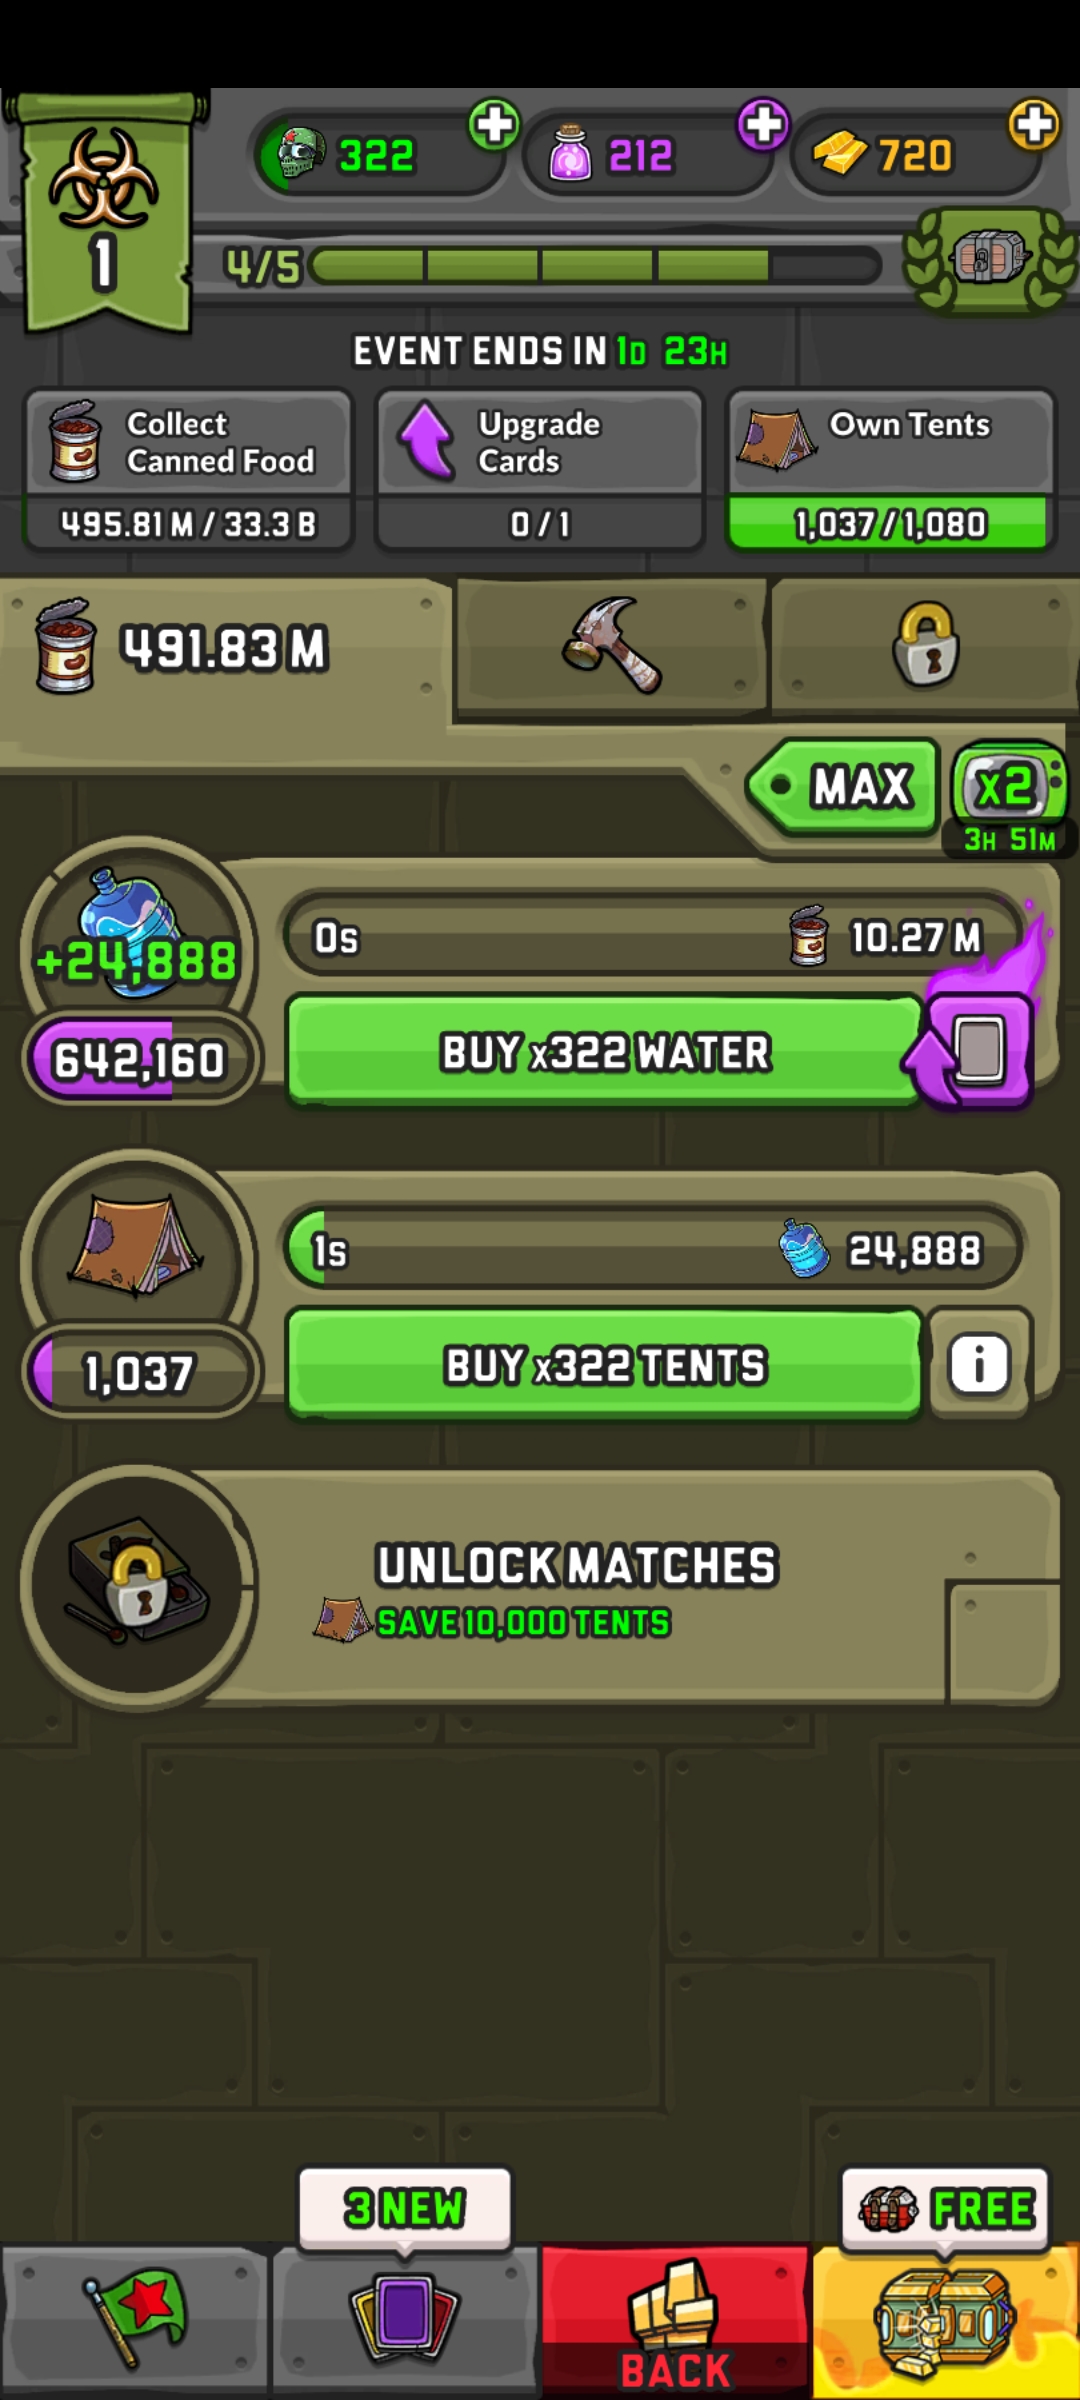 322
212
720
1
4/5
EVENT ENDS IN 1D 23H
Collect
Canned Food
495.81 M / 33.3 B
Upgrade
Cards
0 / 1
Own Tents
1,037 / 1,080
491.83 M
MAX
x2
3H 51M
+24,888
642,160
0s
10.27 M
BUY x322 WATER
1s
24,888
1,037
BUY x322 TENTS
i
UNLOCK MATCHES
SAVE 10,000 TENTS
3 NEW
FREE
BACK